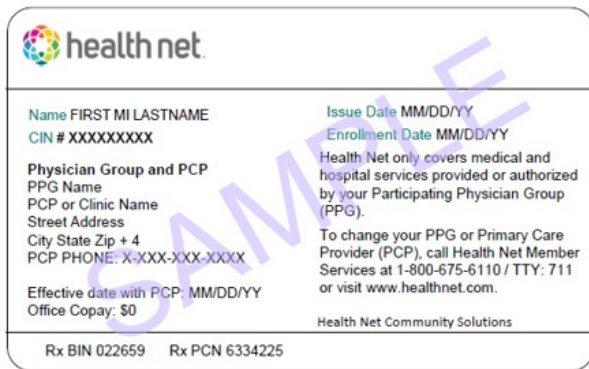 health net.
Name FIRST MI LASTNAME
CIN # XXXXXXXXX
Physician Group and PCP
PPG Name
PCP or Clinic Name
Street Address
City State Zip + 4
PCP PHONE: X-XXX-XXX-XXXX
Effective date with PCP: MM/DD/YY
Office Copay: $0
Issue Date MM/DD/YY
Enrollment Date MM/DD/YY
Health Net only covers medical and
hospital services provided or authorized
by your Participating Physician Group
(PPG).
To change your PPG or Primary Care
Provider (PCP), call Health Net Member
Services at 1-800-675-6110 / TTY: 711
or visit www.healthnet.com.
Health Net Community Solutions
Rx BIN 022659 Rx PCN 6334225
SAMPLE